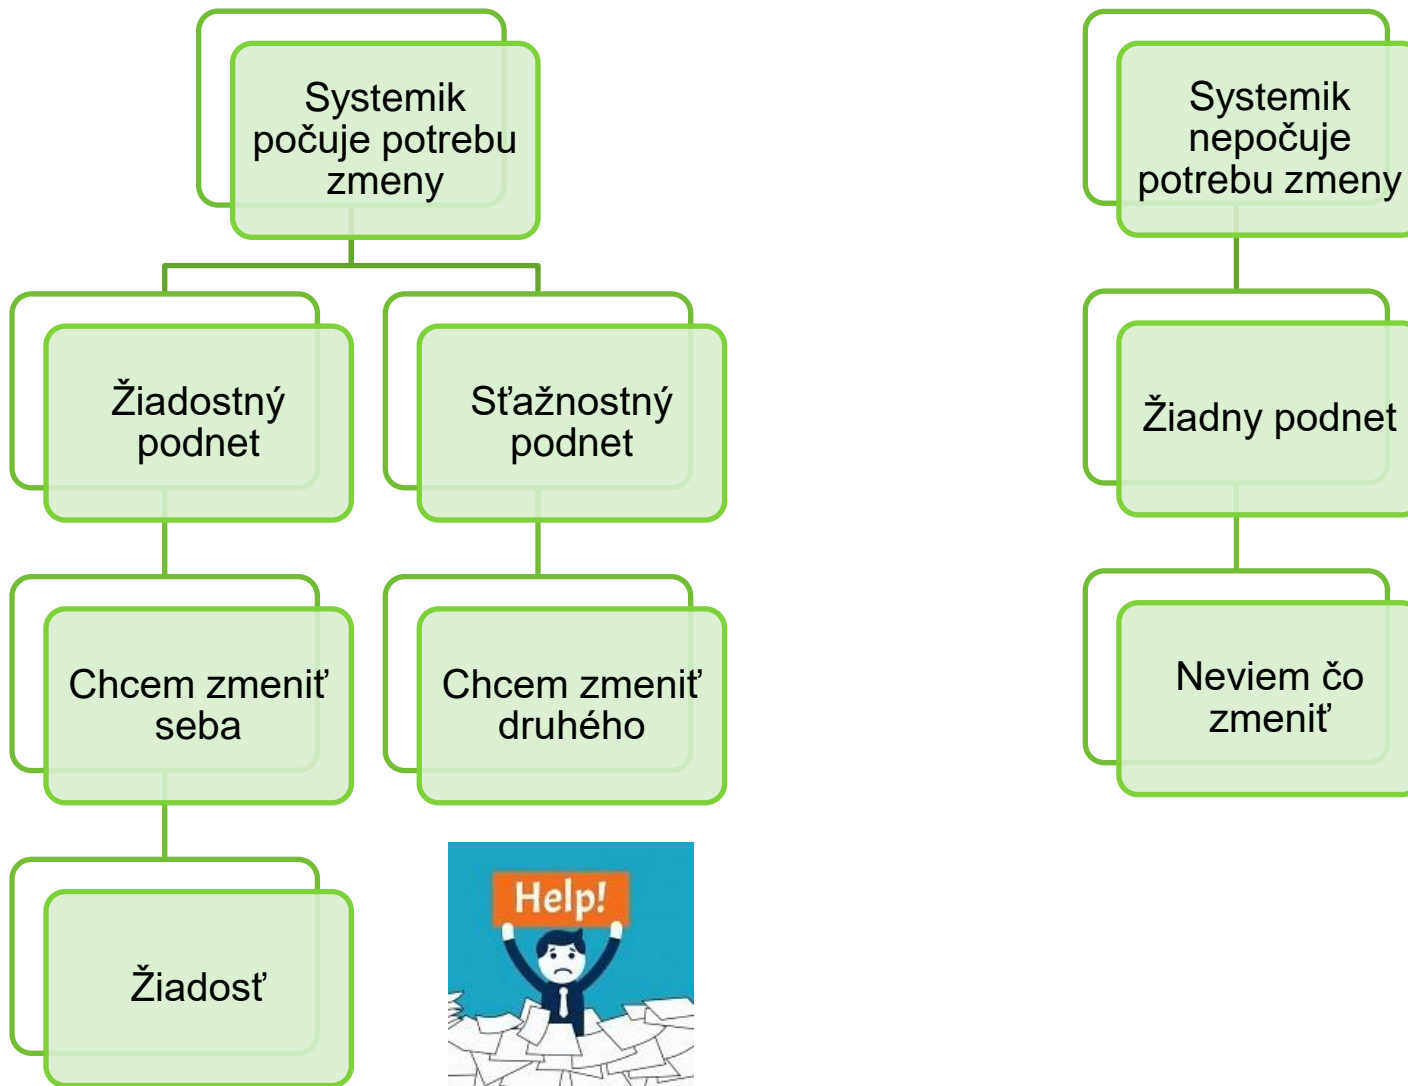 Systemik
počuje potrebu
zmeny
Systemik
nepočuje
potrebu zmeny
Žiadostný
podnet
Sťažnostný
podnet
Žiadny podnet
Chcem zmeniť
seba
Chcem zmeniť
druhého
Neviem čo
zmeniť
Žiadosť
Help!